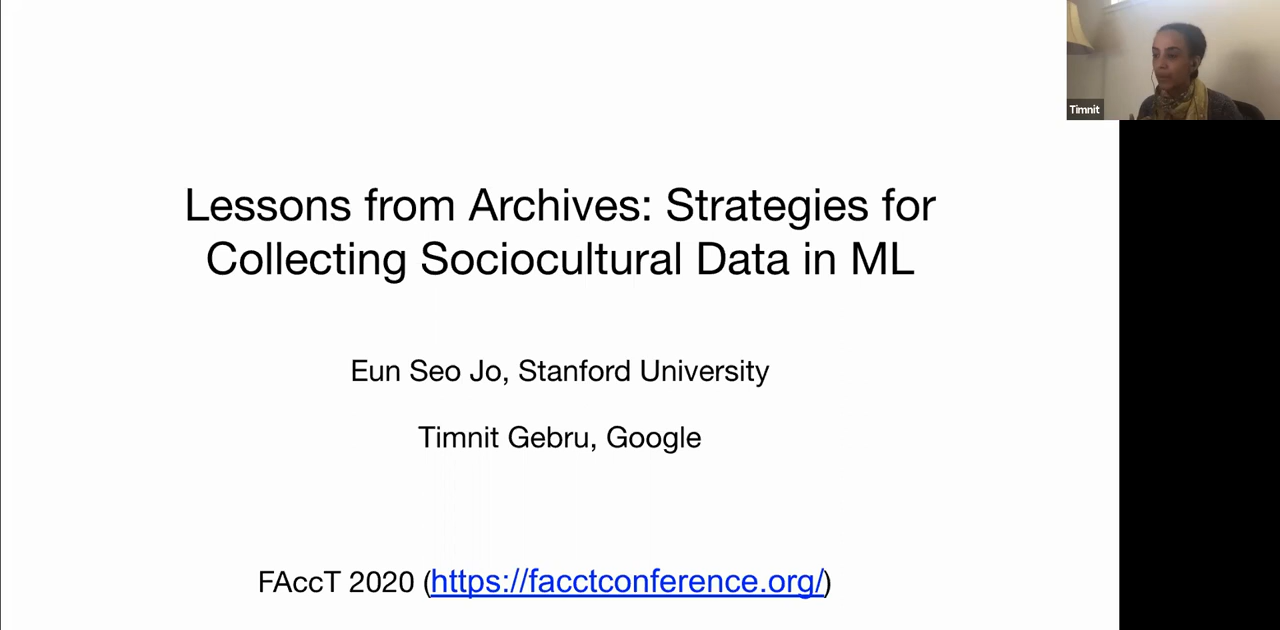 Timnit
Lessons from Archives: Strategies for
Collecting Sociocultural Data in ML
Eun Seo Jo, Stanford University
Timnit Gebru, Google
FAccT 2020 (https://facctconference.org/)